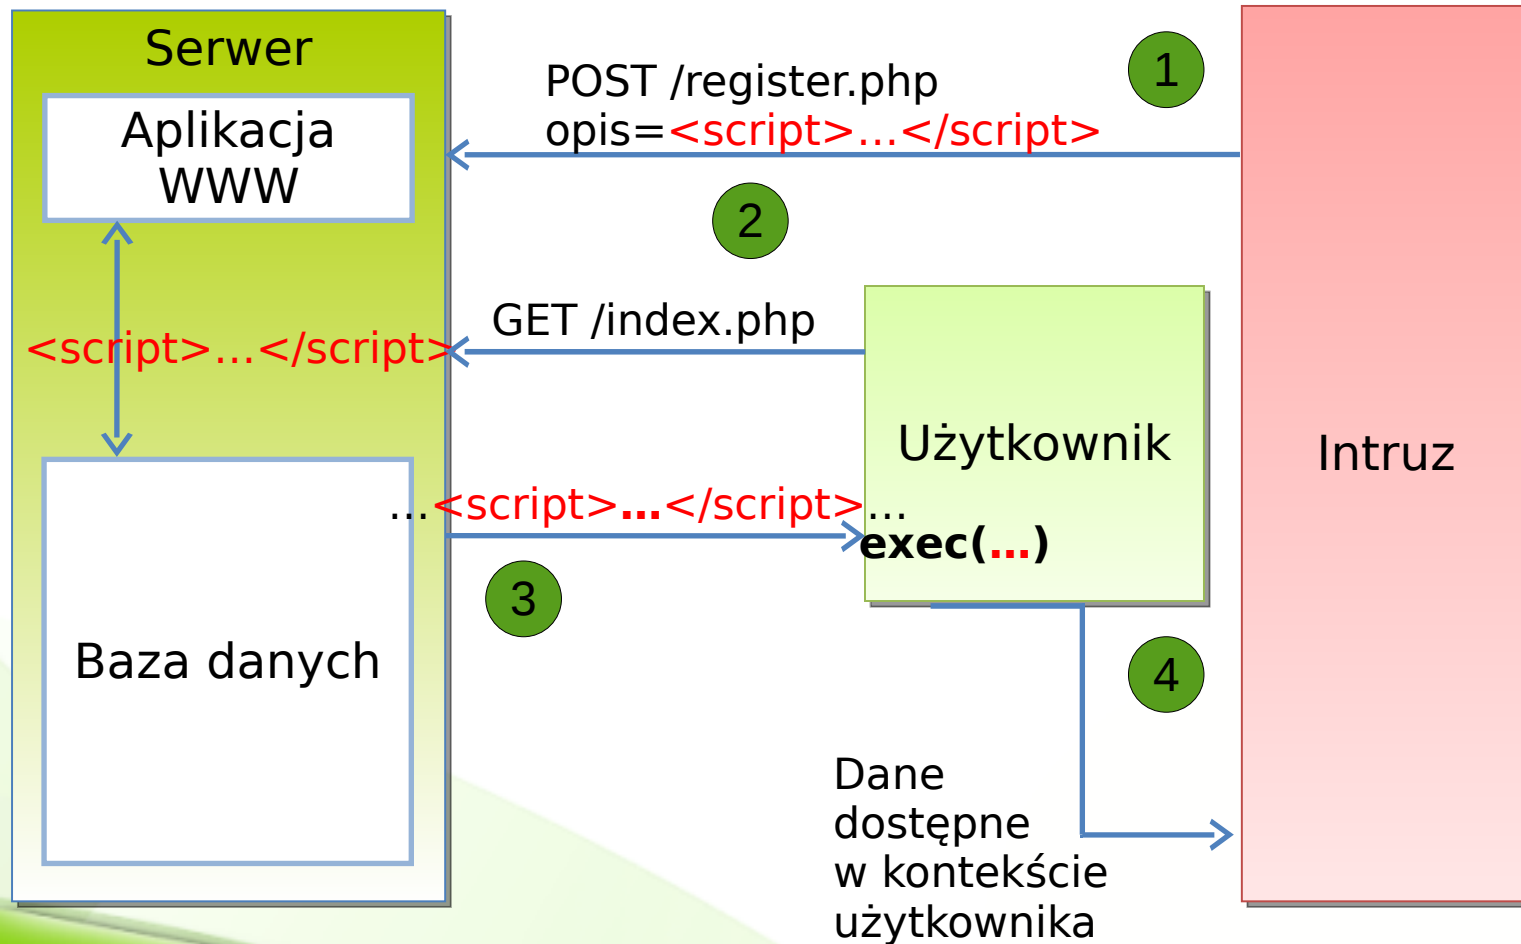 Serwer
Aplikacja
WWW
POST /register.php
opis=<script>...</script>
1
2
GET /index.php
<script>...</script>
Użytkownik
Intruz
...<script>...</script>...
exec(...)
3
Baza danych
4
Dane
dostępne
w kontekście
użytkownika